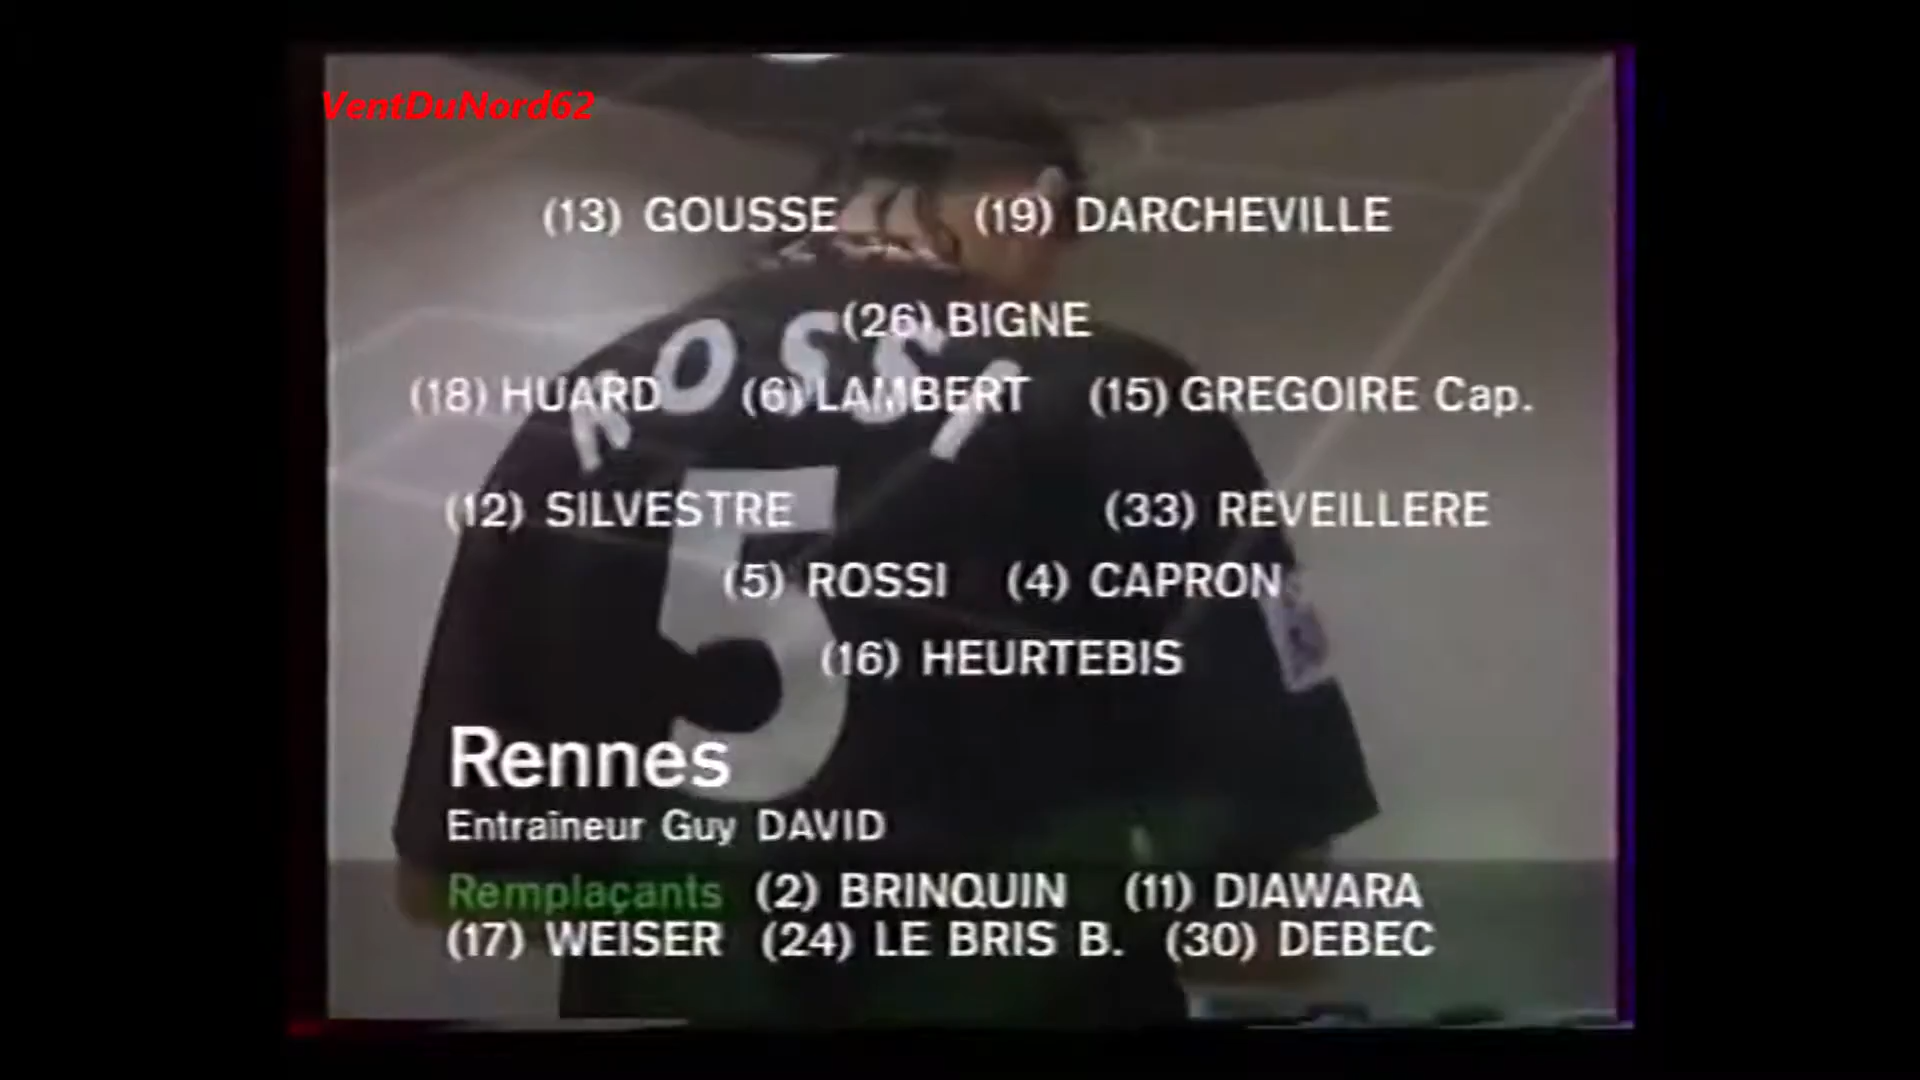 VentDuNord62
(13) GOUSSE (19) DARCHEVILLE
(26) BIGNE
(18) HUARD (6) LAMBERT (15) GREGOIRE Cap.
(12) SILVESTRE (33) REVEILLERE
(5) ROSSI (4) CAPRON
(16) HEURTEBIS
ROSSI
5
Rennes
Entraîneur Guy DAVID
Remplaçants (2) BRINQUIN (11) DIAWARA
(17) WEISER (24) LE BRIS B. (30) DEBEC